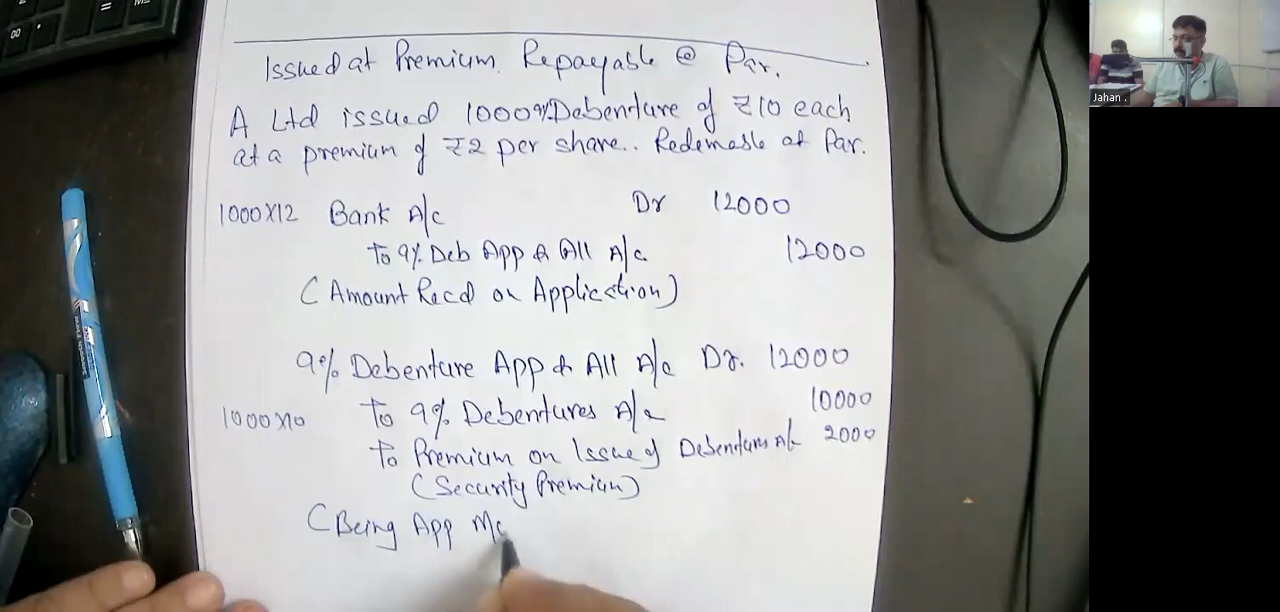 Issued at Premium. Repayable @ Par.
A Ltd issued 1000 9% Debenture of ₹10 each
at a premium of ₹2 per share.. Redemable at Par.
1000X12 Bank A/c Dr 12000
To 9% Deb App & All A/c 12000
(Amount Recd on Application)
9% Debenture App & All A/c Dr. 12000
1000X10 To 9% Debentures A/c 10000
To Premium on Issue of Debentures A/c 2000
(Security Premium)
(Being App Mo
Jahan .